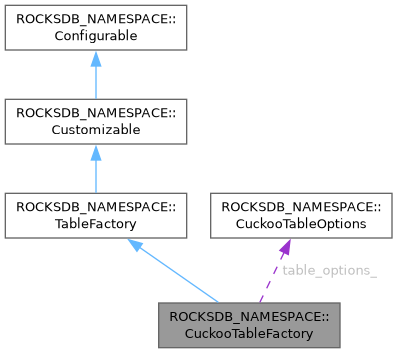 ROCKSDB_NAMESPACE::
Configurable
ROCKSDB_NAMESPACE::
Customizable
ROCKSDB_NAMESPACE::
TableFactory
ROCKSDB_NAMESPACE::
CuckooTableOptions
table_options_
ROCKSDB_NAMESPACE::
CuckooTableFactory